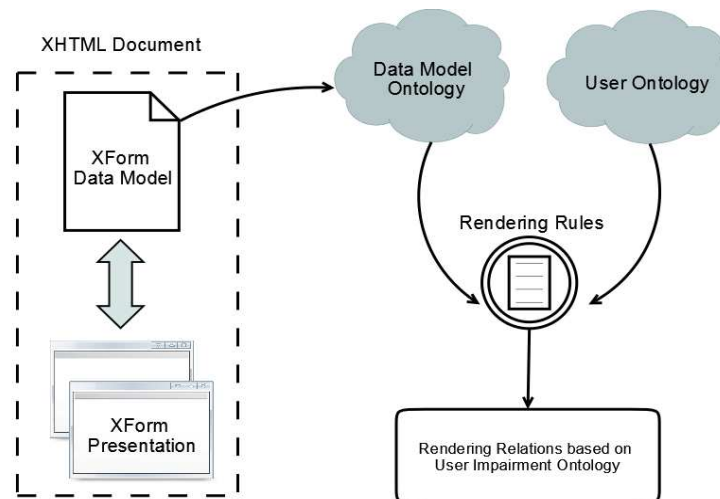 XHTML Document
XForm
Data Model
XForm
Presentation
Data Model
Ontology
User Ontology
Rendering Rules
Rendering Relations based on
User Impairment Ontology